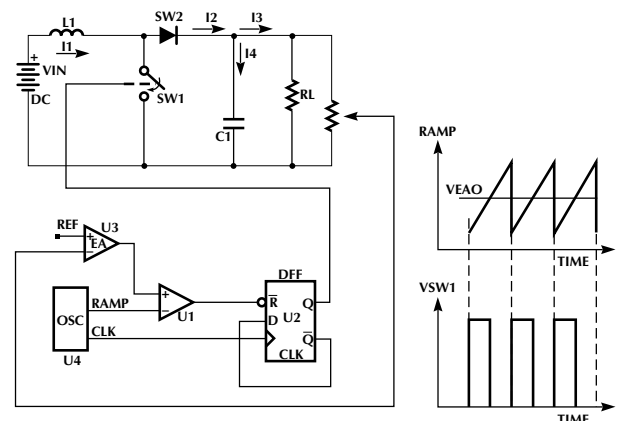 SW2
L1
I2
I3
I1
I4
+
VIN
DC
SW1
RL
C1
RAMP
VEAO
TIME
REF
U3
+
EA
−
DFF
RAMP
+
−
U1
R
Q
D
U2
OSC
CLK
Q
CLK
U4
VSW1
TIME